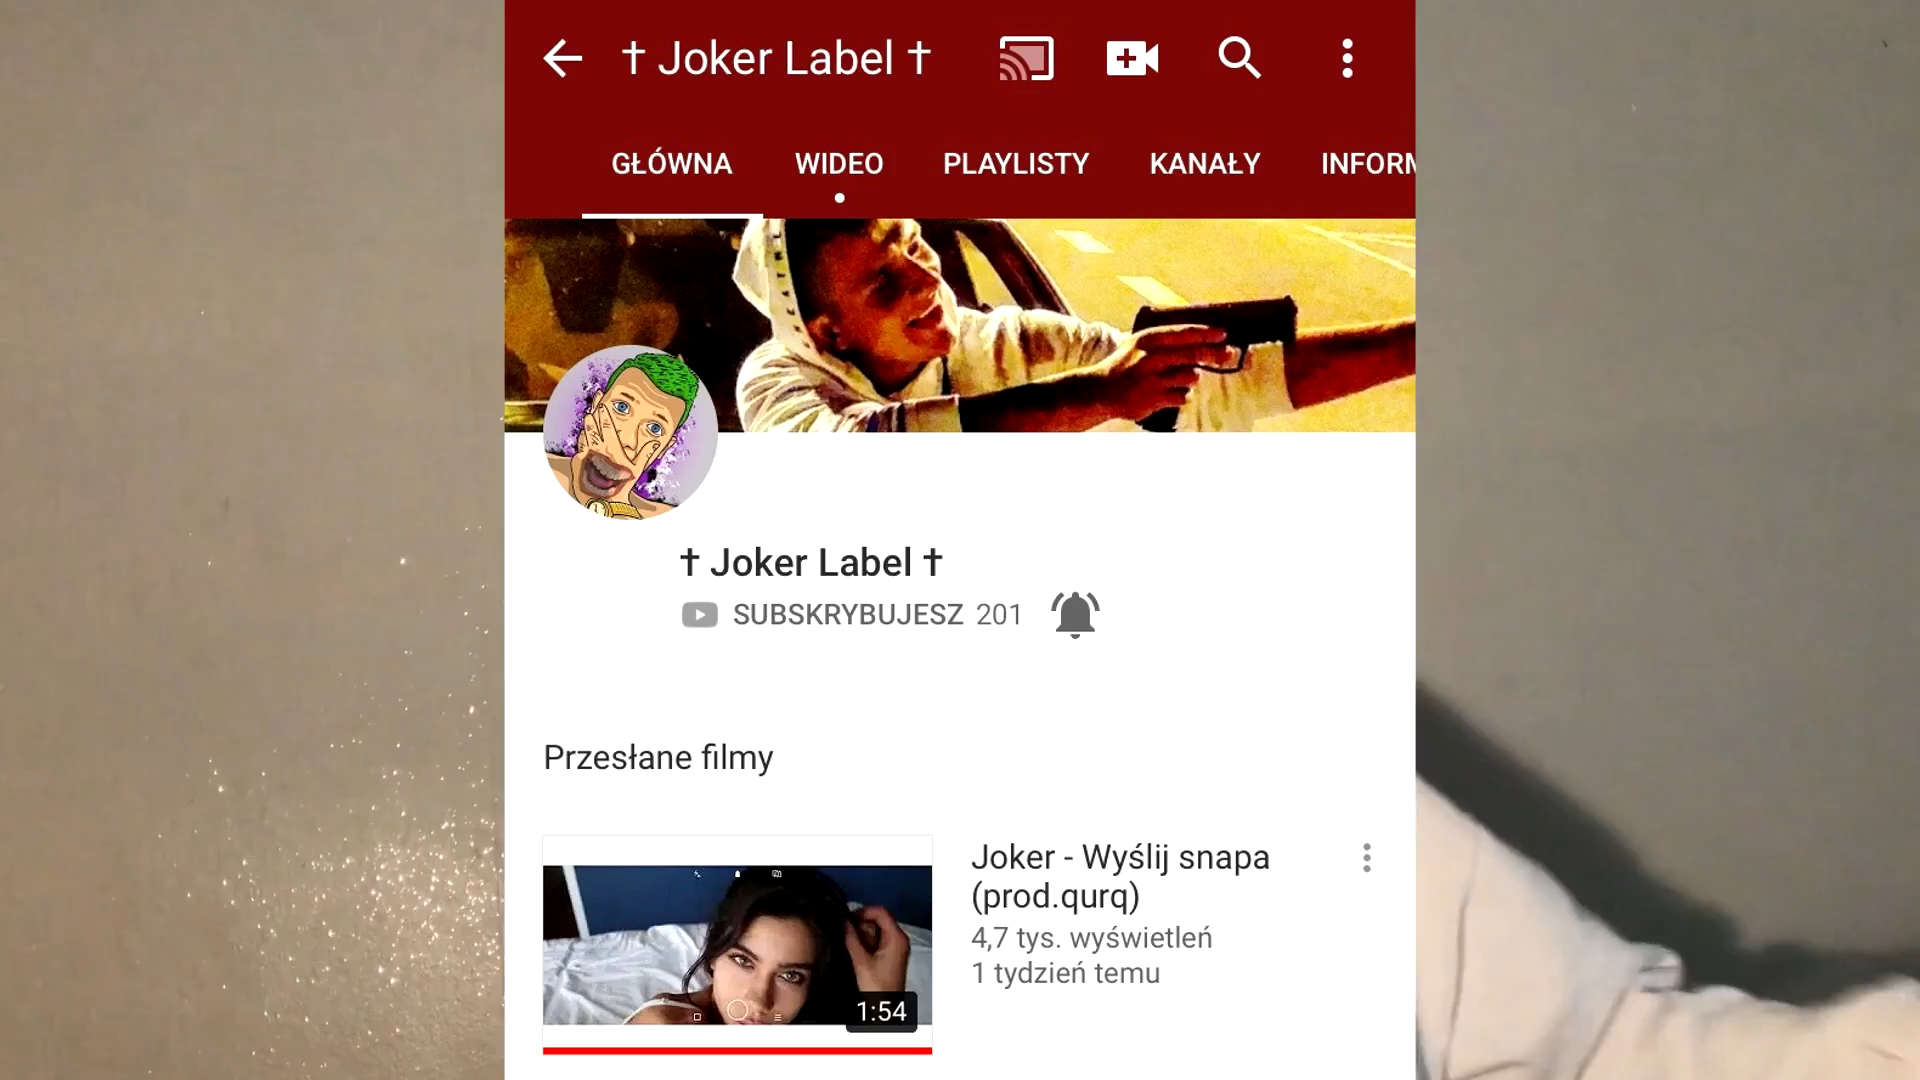 † Joker Label †
GŁÓWNA WIDEO PLAYLISTY KANAŁY INFORM
† Joker Label †
SUBSKRYBUJESZ 201
Przesłane filmy
Joker - Wyślij snapa
(prod.qurq)
4,7 tys. wyświetleń
1 tydzień temu
1:54